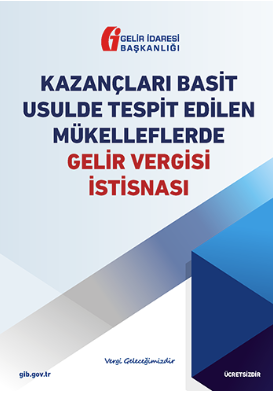 GELİR İDARESİ
BAŞKANLIĞI
KAZANÇLARI BASİT
USULDE TESPİT EDİLEN
MÜKELLEFLERDE
GELİR VERGİSİ
İSTİSNASI
Vergi Geleceğimizdir
gib.gov.tr
ÜCRETSİZDİR